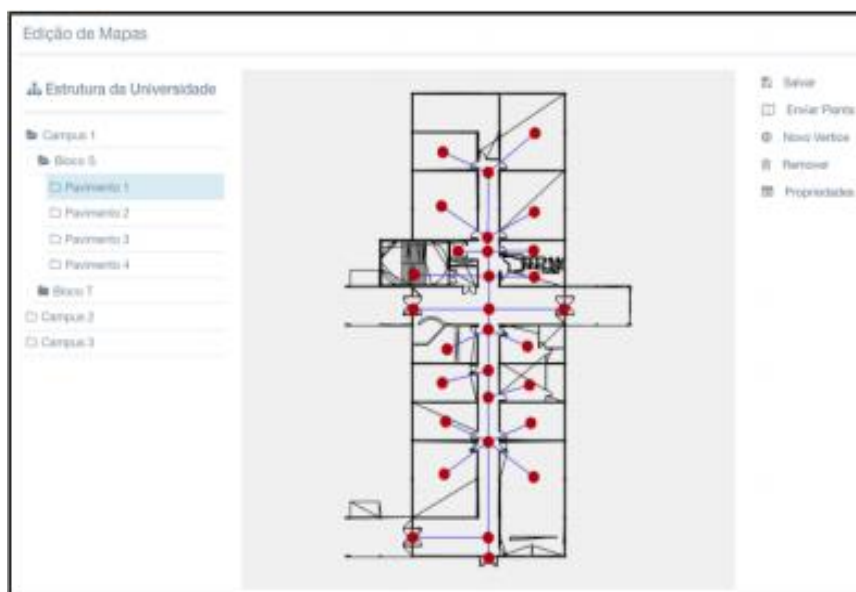 Edição de Mapas
Estrutura da Universidade
Campus 1
Bloco S
Pavimento 1
Pavimento 2
Pavimento 3
Pavimento 4
Bloco T
Campus 2
Campus 3
Salvar
Enviar Planta
Novo Vertice
Remover
Propriedades